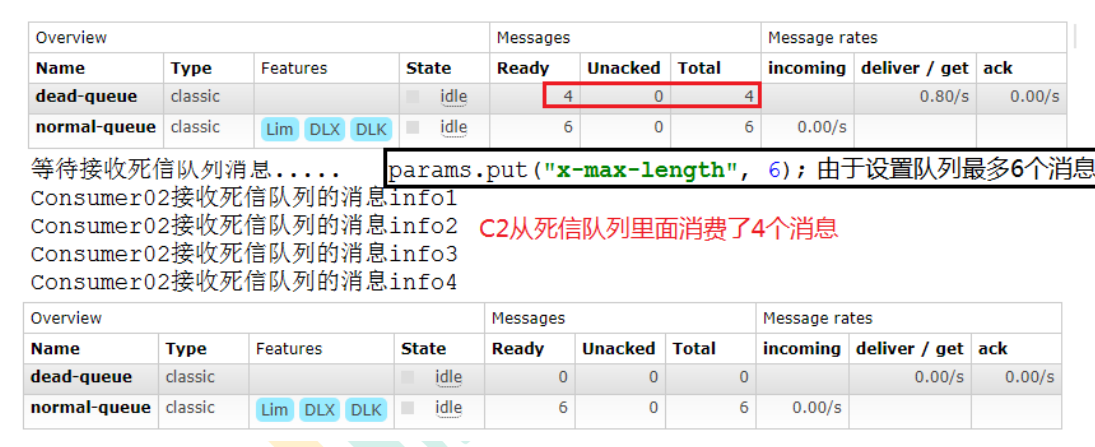 Overview Messages Message rates
Name Type Features State Ready Unacked Total incoming deliver / get ack
dead-queue classic idle 4 0 4 0.80/s 0.00/s
normal-queue classic Lim DLX DLK idle 6 0 6 0.00/s
等待接收死信队列消息..... params.put("x-max-length", 6); 由于设置队列最多6个消息
Consumer02接收死信队列的消息info1
Consumer02接收死信队列的消息info2 C2从死信队列里面消费了4个消息
Consumer02接收死信队列的消息info3
Consumer02接收死信队列的消息info4
Overview Messages Message rates
Name Type Features State Ready Unacked Total incoming deliver / get ack
dead-queue classic idle 0 0 0 0.00/s 0.00/s
normal-queue classic Lim DLX DLK idle 6 0 6 0.00/s